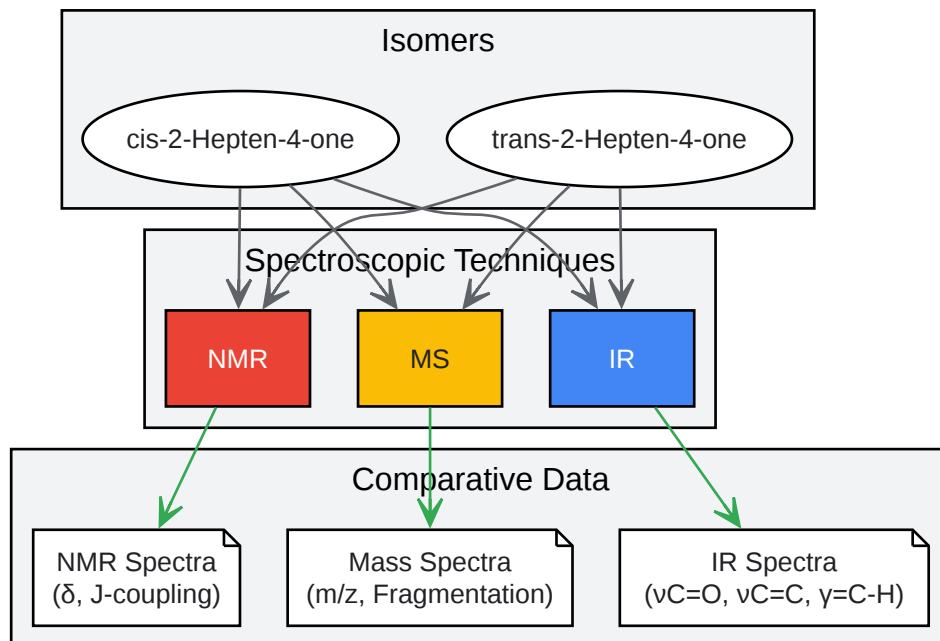 Isomers
cis-2-Hepten-4-one
trans-2-Hepten-4-one
Spectroscopic Techniques
NMR
MS
IR
Comparative Data
NMR Spectra
(δ, J-coupling)
Mass Spectra
(m/z, Fragmentation)
IR Spectra
(νC=O, νC=C, γ=C-H)